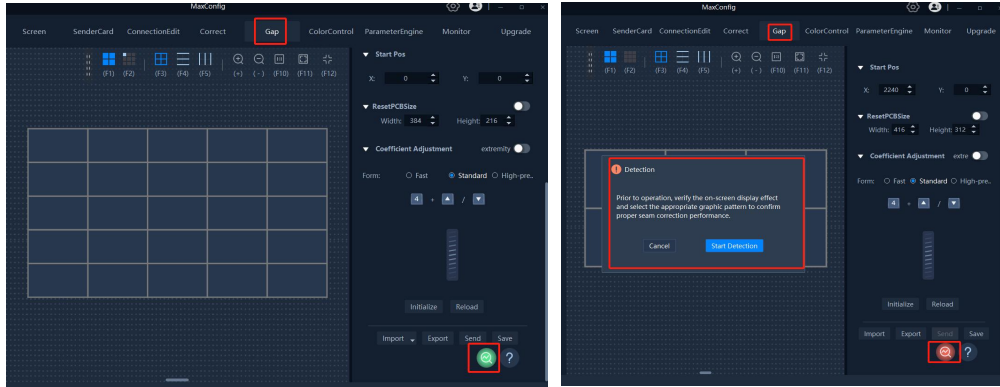 MaxConfig
Screen SenderCard ConnectionEdit Correct Gap ColorControl ParameterEngine Monitor Upgrade
(F1) (F2) (F3) (F4) (F5) (+) (-) (F10) (F11) (F12)
Start Pos
X: 0 Y: 0
ResetPCBSize
Width: 384 Height: 216
Coefficient Adjustment extremity
Form: Fast Standard High-pre..
4 + /
Initialize Reload
Import Export Send Save
?
MaxConfig
Screen SenderCard ConnectionEdit Correct Gap ColorControl ParameterEngine Monitor Upgrade
(F1) (F2) (F3) (F4) (F5) (+) (-) (F10) (F11) (F12)
Start Pos
X: 2240 Y: 0
ResetPCBSize
Width: 416 Height: 312
Coefficient Adjustment extre
Form: Fast Standard High-pre..
4 + /
Detection
Prior to operation, verify the on-screen display effect
and select the appropriate graphic pattern to confirm
proper seam correction performance.
Cancel Start Detection
Initialize Reload
Import Export Send Save
?